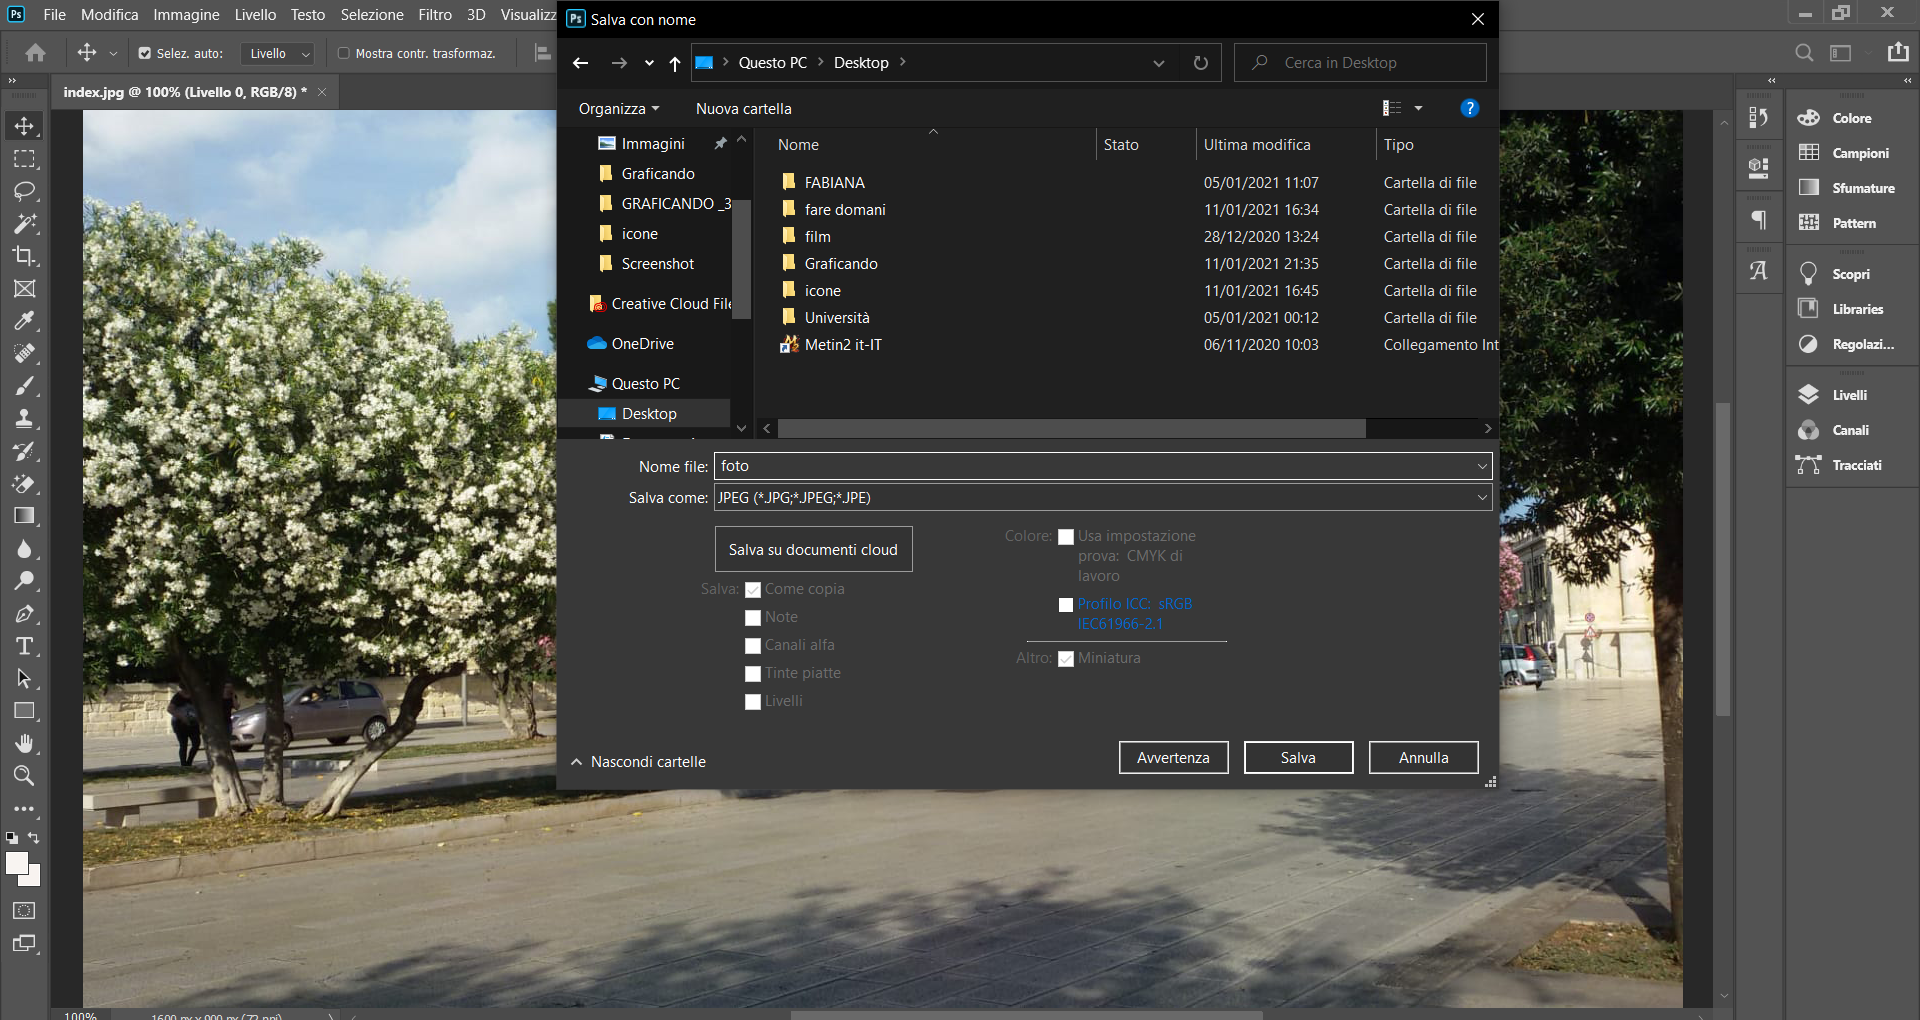 Ps File Modifica Immagine Livello Testo Selezione Filtro 3D Visualizz
Selez. auto: Livello Mostra contr. trasformaz.
index.jpg @ 100% (Livello 0, RGB/8) *
Ps Salva con nome
Questo PC Desktop
Cerca in Desktop
Organizza Nuova cartella
Immagini
Graficando
GRAFICANDO _3
icone
Screenshot
Creative Cloud File
OneDrive
Questo PC
Desktop
Nome Stato Ultima modifica Tipo
FABIANA 05/01/2021 11:07 Cartella di file
fare domani 11/01/2021 16:34 Cartella di file
film 28/12/2020 13:24 Cartella di file
Graficando 11/01/2021 21:35 Cartella di file
icone 11/01/2021 16:45 Cartella di file
Università 05/01/2021 00:12 Cartella di file
Metin2 it-IT 06/11/2020 10:03 Collegamento Int
Nome file: foto
Salva come: JPEG (*.JPG;*.JPEG;*.JPE)
Salva su documenti cloud
Salva: Come copia
Note
Canali alfa
Tinte piatte
Livelli
Colore: Usa impostazione
prova: CMYK di
lavoro
Profilo ICC: sRGB
IEC61966-2.1
Altro: Miniatura
Nascondi cartelle
Avvertenza Salva Annulla
Colore
Campioni
Sfumature
Pattern
Scopri
Libraries
Regolazi...
Livelli
Canali
Tracciati
100% 1600 px x 900 px (72 ppi)